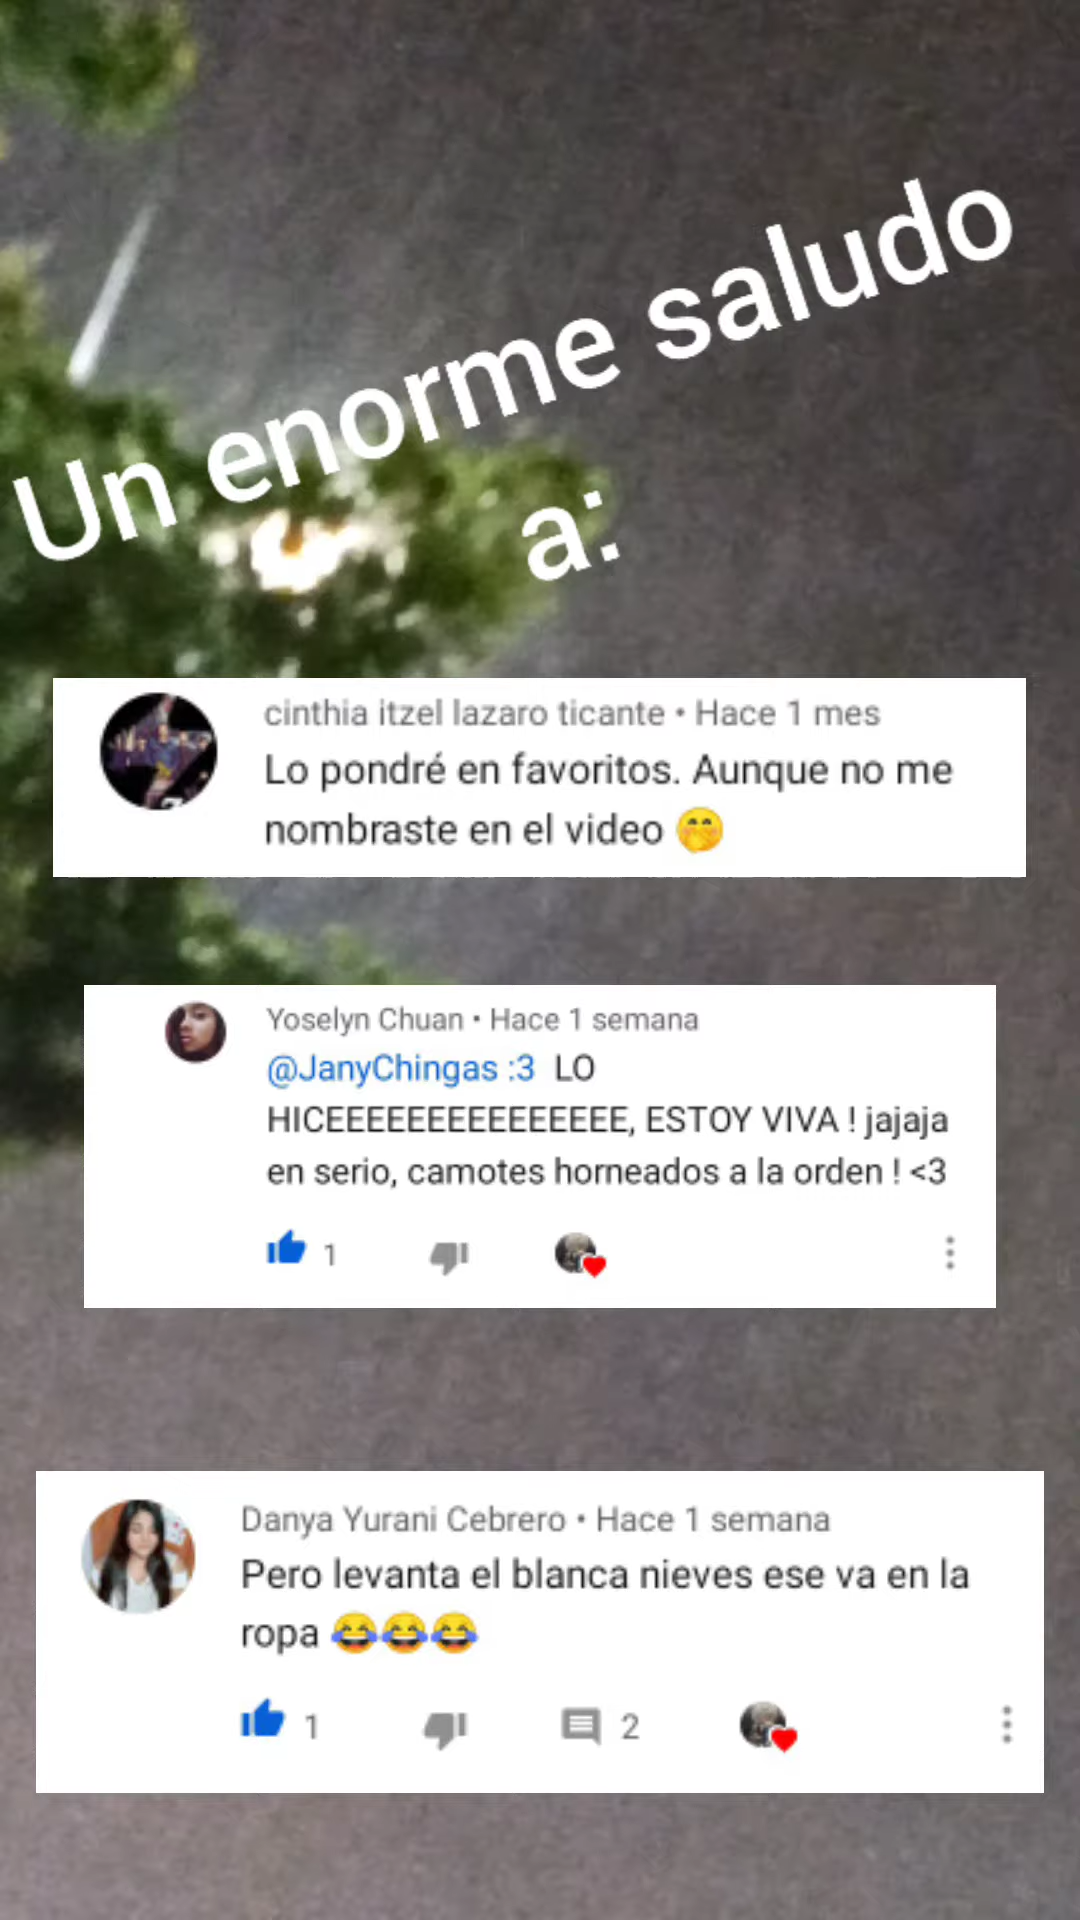 Un enorme saludo
a:
cinthia itzel lazaro ticante • Hace 1 mes
Lo pondré en favoritos. Aunque no me
nombraste en el video 🤭
Yoselyn Chuan • Hace 1 semana
@JanyChingas :3 LO
HICEEEEEEEEEEEEEEE, ESTOY VIVA ! jajaja
en serio, camotes horneados a la orden ! <3
1
Danya Yurani Cebrero • Hace 1 semana
Pero levanta el blanca nieves ese va en la
ropa 😂😂😂
1 2